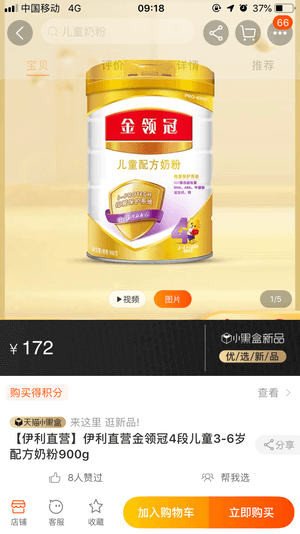 中国移动 4G 09:18 37%
儿童奶粉
66
宝贝 评价 详情 推荐
PRO-NURISH
金领冠
儿童配方奶粉
α-PROTECH
4
▶视频 图片 1/5
¥172
小黑盒新品
优/选/新/品
购买得积分 查看 >
天猫小黑盒 来这里 逛新品!
【伊利直营】伊利直营金领冠4段儿童3-6岁
配方奶粉900g
分享
8人赞过 帮我选
店铺 客服 收藏 加入购物车 立即购买